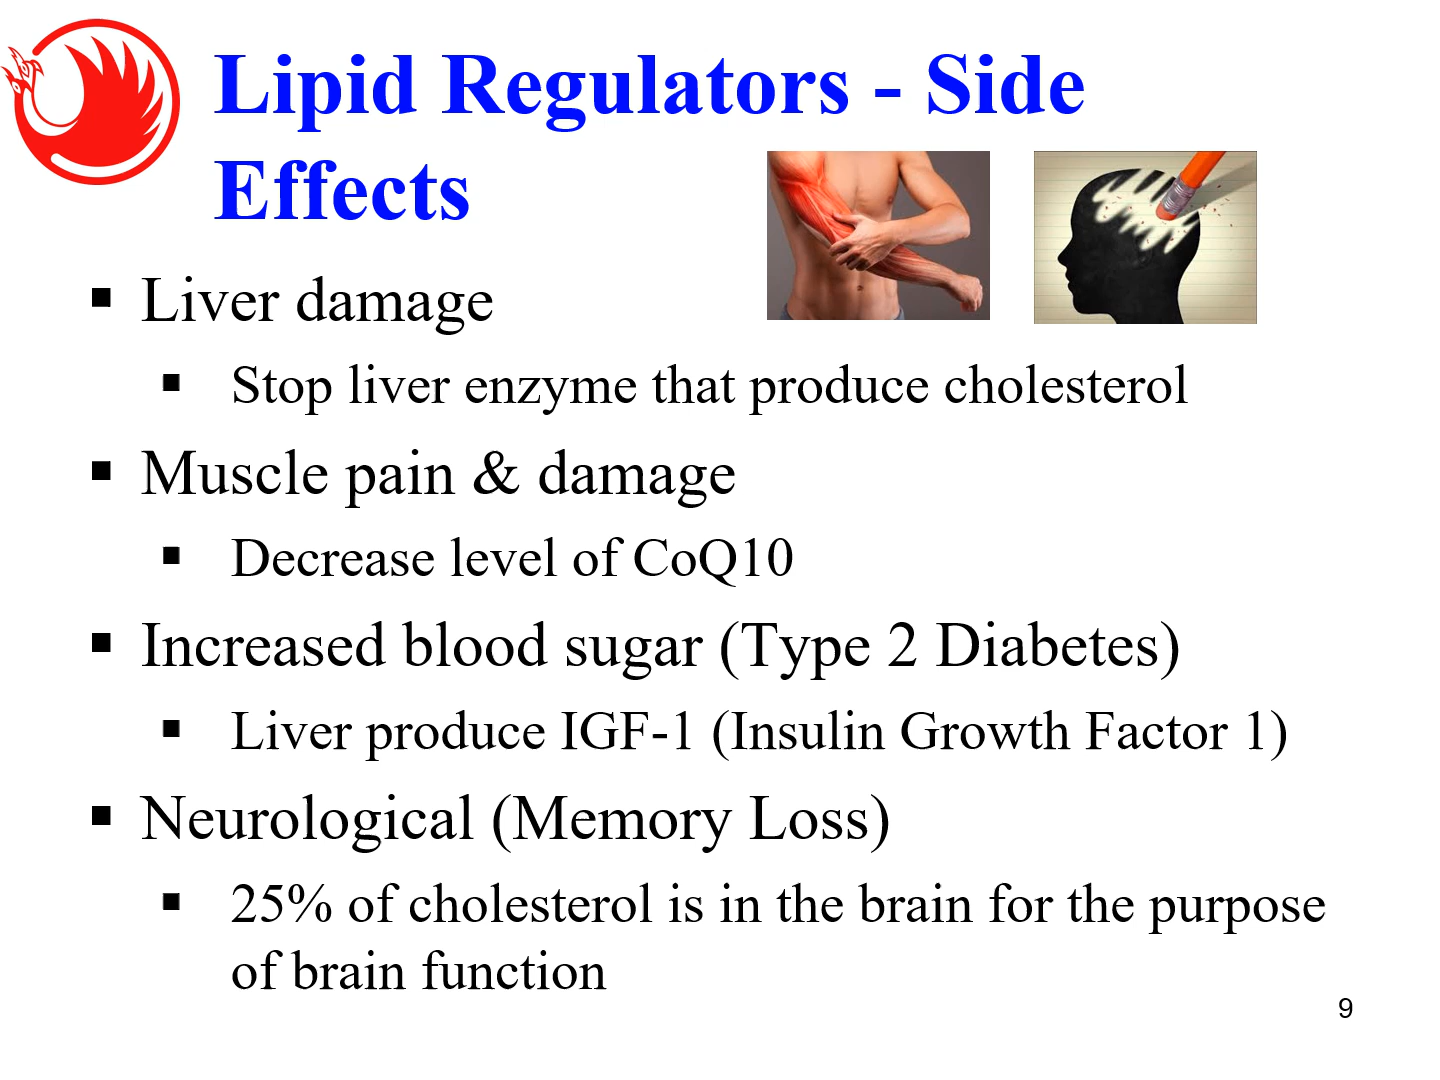 Lipid Regulators - Side
Effects
▪ Liver damage
▪ Stop liver enzyme that produce cholesterol
▪ Muscle pain & damage
▪ Decrease level of CoQ10
▪ Increased blood sugar (Type 2 Diabetes)
▪ Liver produce IGF-1 (Insulin Growth Factor 1)
▪ Neurological (Memory Loss)
▪ 25% of cholesterol is in the brain for the purpose
of brain function
9